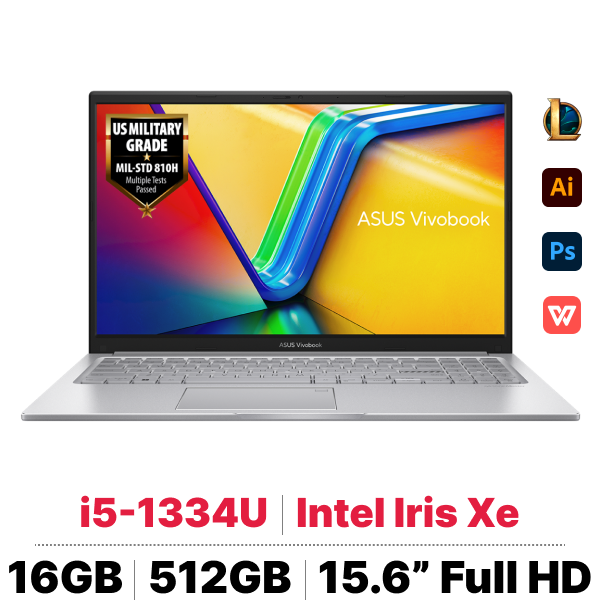 US MILITARY
GRADE
MIL-STD 810H
Multiple Tests
Passed
ASUS Vivobook
L
Ai
Ps
W
ASUS Vivobook
i5-1334U | Intel Iris Xe
16GB | 512GB | 15.6” Full HD